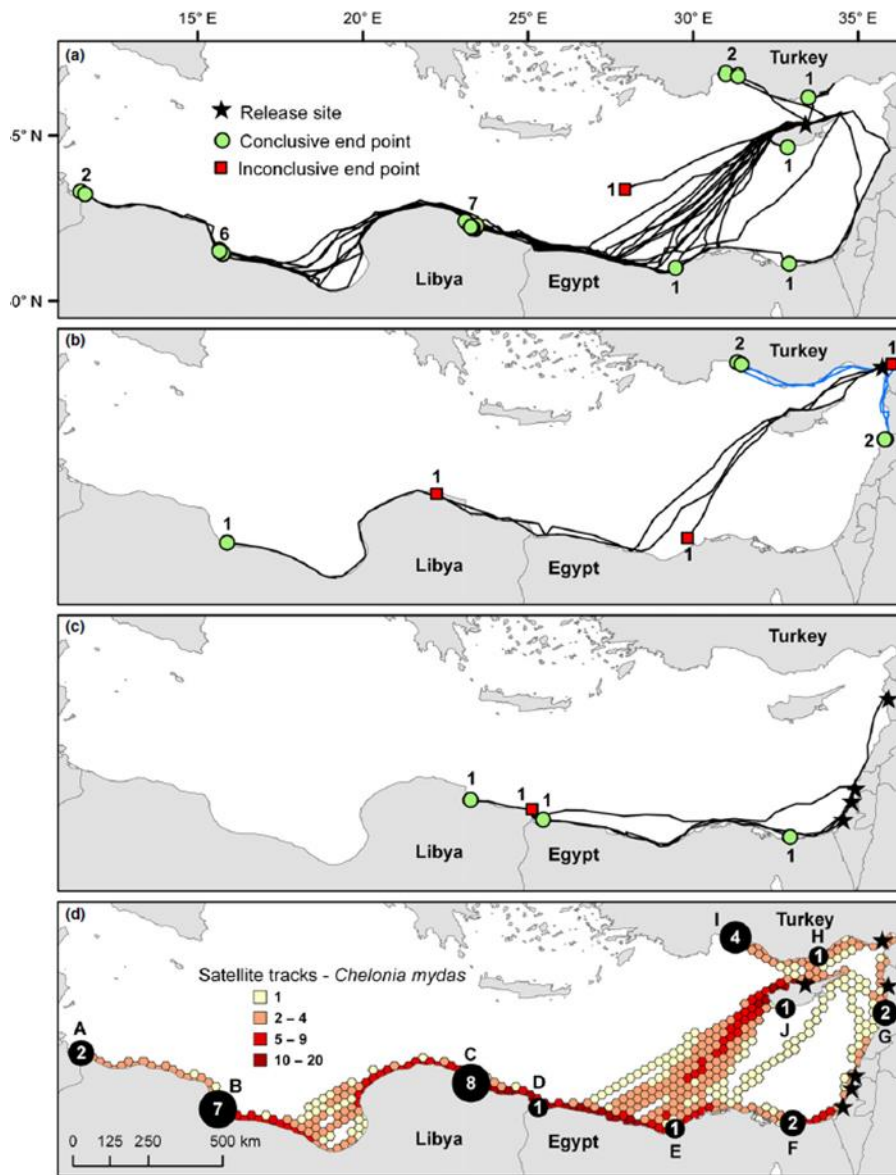 15° E 20° E 25° E 30° E 35° E
(a)
2
Turkey
1
Release site
Conclusive end point
Inconclusive end point
5° N
1
1
2
7
6
Libya
Egypt
1
1
0° N
(b)
2
Turkey
1
2
1
1
Libya
Egypt
1
(c)
Turkey
1
1
1
Libya
Egypt
1
(d)
I
4
Turkey
H
1
Satellite tracks - Chelonia mydas
1
2 – 4
5 – 9
10 – 20
1
J
2
G
A
2
B
7
C
8
D
1
Libya
Egypt
1
E
2
F
0 125 250 500 km